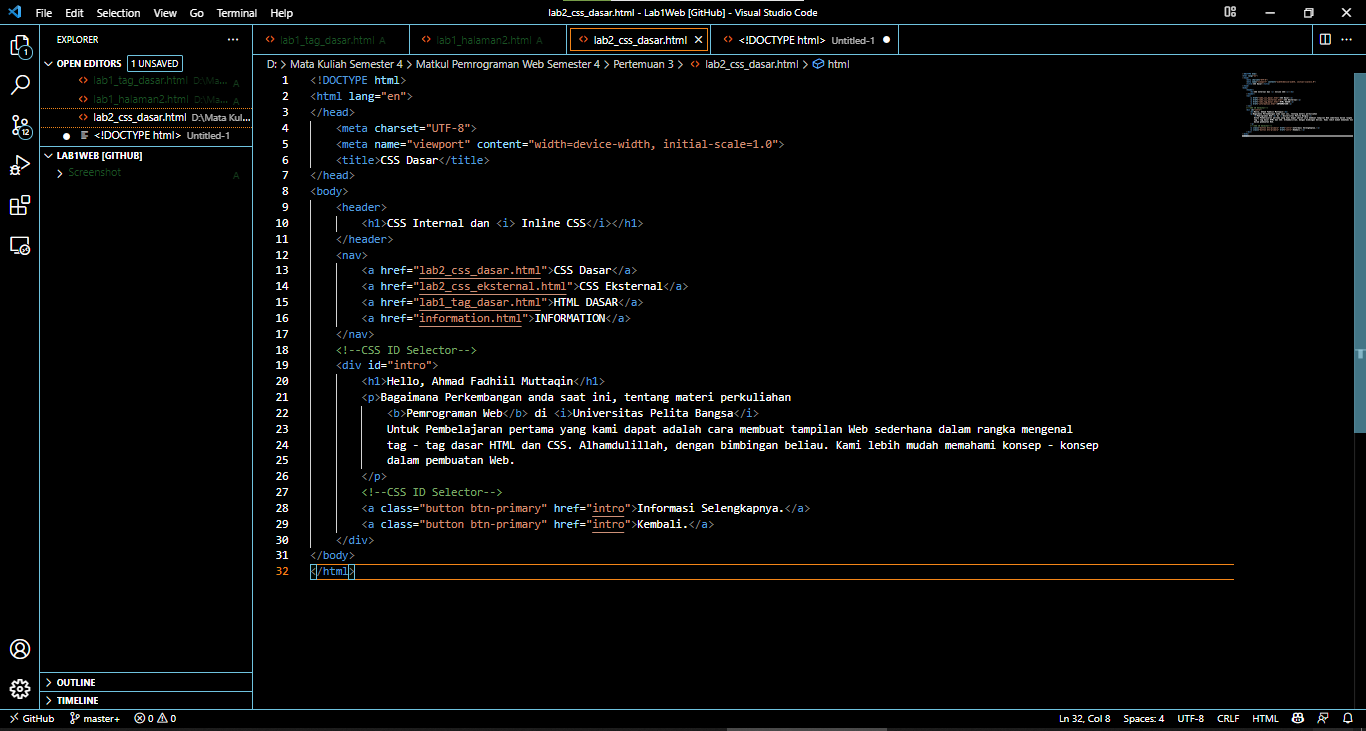 File Edit Selection View Go Terminal Help
lab2_css_dasar.html - Lab1Web [GitHub] - Visual Studio Code
EXPLORER
OPEN EDITORS 1 UNSAVED
lab1_tag_dasar.html D:\Ma... A
lab1_halaman2.html D:\Ma... A
lab2_css_dasar.html D:\Mata Kul...
<!DOCTYPE html> Untitled-1
LAB1WEB [GITHUB]
Screenshot A
OUTLINE
TIMELINE
lab1_tag_dasar.html A lab1_halaman2.html A lab2_css_dasar.html <!DOCTYPE html> Untitled-1
D: > Mata Kuliah Semester 4 > Matkul Pemrograman Web Semester 4 > Pertemuan 3 > lab2_css_dasar.html > html
1 <!DOCTYPE html>
2 <html lang="en">
3 </head>
4 <meta charset="UTF-8">
5 <meta name="viewport" content="width=device-width, initial-scale=1.0">
6 <title>CSS Dasar</title>
7 </head>
8 <body>
9 <header>
10 <h1>CSS Internal dan <i> Inline CSS</i></h1>
11 </header>
12 <nav>
13 <a href="lab2_css_dasar.html">CSS Dasar</a>
14 <a href="lab2_css_eksternal.html">CSS Eksternal</a>
15 <a href="lab1_tag_dasar.html">HTML DASAR</a>
16 <a href="information.html">INFORMATION</a>
17 </nav>
18 <!--CSS ID Selector-->
19 <div id="intro">
20 <h1>Hello, Ahmad Fadhiil Muttaqin</h1>
21 <p>Bagaimana Perkembangan anda saat ini, tentang materi perkuliahan
22 <b>Pemrograman Web</b> di <i>Universitas Pelita Bangsa</i>
23 Untuk Pembelajaran pertama yang kami dapat adalah cara membuat tampilan Web sederhana dalam rangka mengenal
24 tag - tag dasar HTML dan CSS. Alhamdulillah, dengan bimbingan beliau. Kami lebih mudah memahami konsep - konsep
25 dalam pembuatan Web.
26 </p>
27 <!--CSS ID Selector-->
28 <a class="button btn-primary" href="intro">Informasi Selengkapnya.</a>
29 <a class="button btn-primary" href="intro">Kembali.</a>
30 </div>
31 </body>
32 </html>
1
12
GitHub master+ 0 0 Ln 32, Col 8 Spaces: 4 UTF-8 CRLF HTML